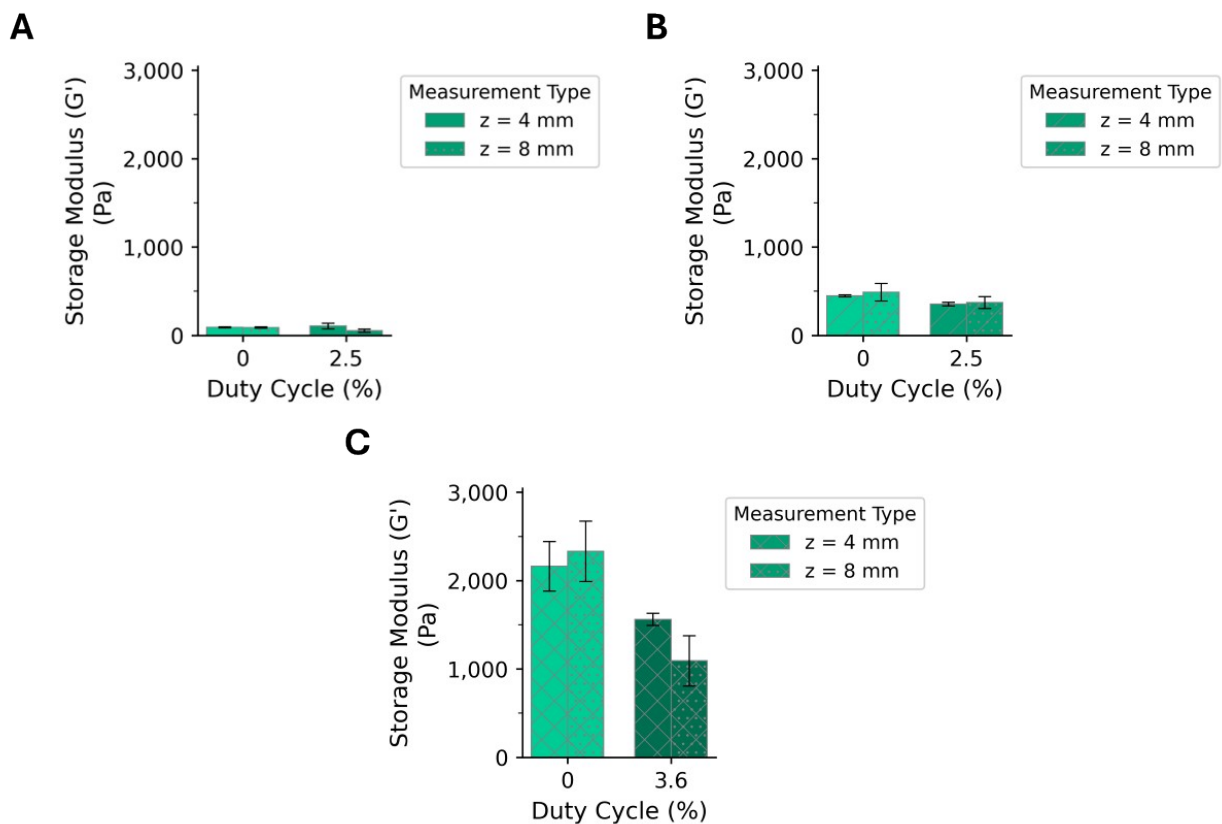 A
Storage Modulus (G')
(Pa)
3,000
2,000
1,000
0
0
2.5
Duty Cycle (%)
Measurement Type
z = 4 mm
z = 8 mm
B
Storage Modulus (G')
(Pa)
3,000
2,000
1,000
0
0
2.5
Duty Cycle (%)
Measurement Type
z = 4 mm
z = 8 mm
C
Storage Modulus (G')
(Pa)
3,000
2,000
1,000
0
0
3.6
Duty Cycle (%)
Measurement Type
z = 4 mm
z = 8 mm